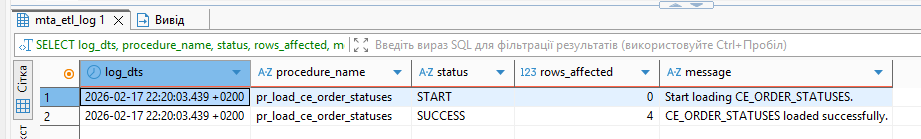 mta_etl_log 1
Вивід
SELECT log_dts, procedure_name, status, rows_affected, m
Введіть вираз SQL для фільтрації результатів (використовуйте Ctrl+Пробіл)
Сітка
log_dts
A-Z procedure_name
A-Z status
123 rows_affected
A-Z message
1 2026-02-17 22:20:03.439 +0200 pr_load_ce_order_statuses START 0 Start loading CE_ORDER_STATUSES.
2 2026-02-17 22:20:03.439 +0200 pr_load_ce_order_statuses SUCCESS 4 CE_ORDER_STATUSES loaded successfully.